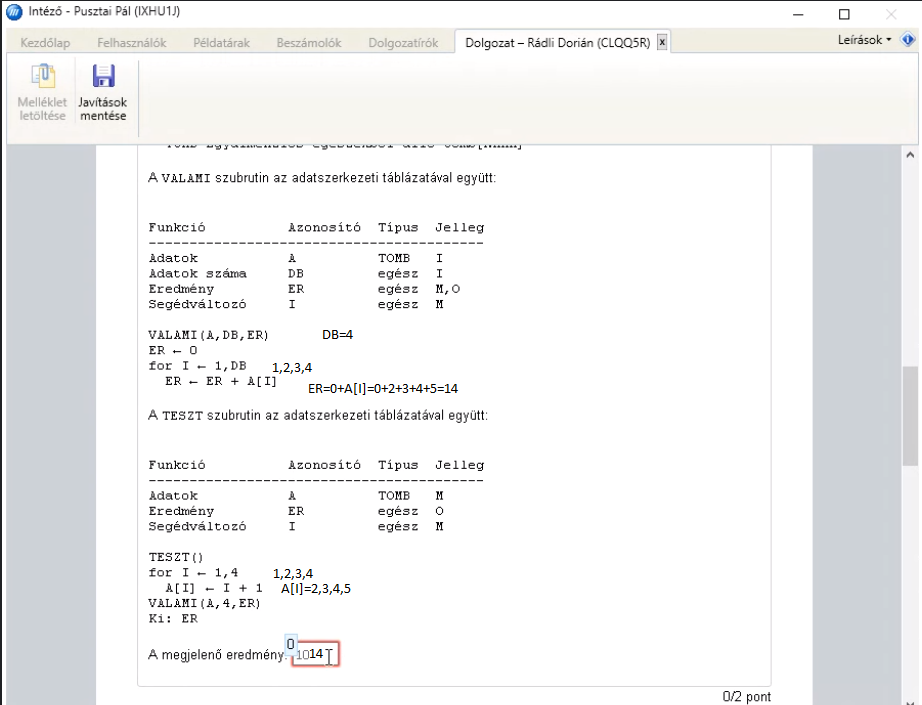 Intéző - Pusztai Pál (IXHU1J)
Kezdőlap Felhasználók Példatárak Beszámolók Dolgozatírók Dolgozat – Rádli Dorián (CLQQ5R) x Leírások
Melléklet letöltése
Javítások mentése
A VALAMI szubrutin az adatszerkezeti táblázatával együtt:
Funkció Azonosító Típus Jelleg
-------------------------------------------
Adatok A TOMB I
Adatok száma DB egész I
Eredmény ER egész M,O
Segédváltozó I egész M
VALAMI(A,DB,ER) DB=4
ER ← 0
for I ← 1,DB 1,2,3,4
ER ← ER + A[I]
ER=0+A[I]=0+2+3+4+5=14
A TESZT szubrutin az adatszerkezeti táblázatával együtt:
Funkció Azonosító Típus Jelleg
-------------------------------------------
Adatok A TOMB M
Eredmény ER egész O
Segédváltozó I egész M
TESZT()
for I ← 1,4 1,2,3,4
A[I] ← I + 1 A[I]=2,3,4,5
VALAMI(A,4,ER)
Ki: ER
0
A megjelenő eredmény: 10 14
0/2 pont